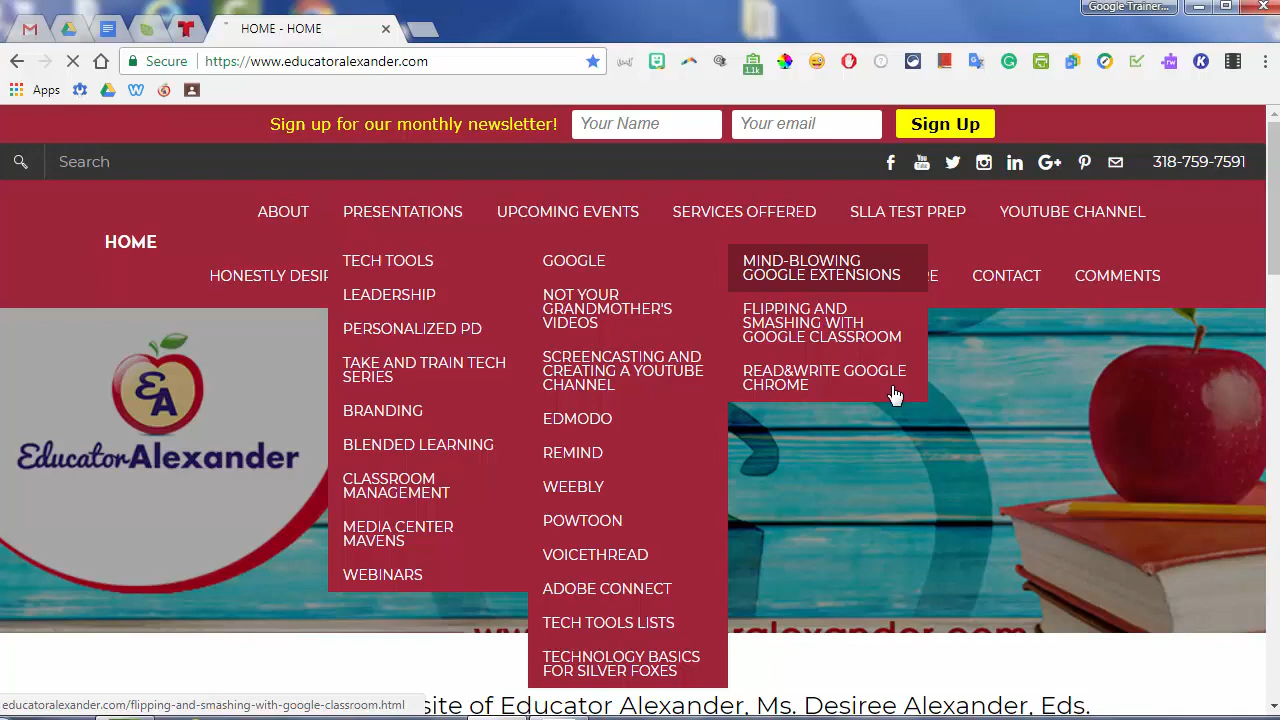 Google Trainer...
HOME - HOME
Secure https://www.educatoralexander.com
1.1k
Apps
Sign up for our monthly newsletter! Your Name Your email Sign Up
Search 318-759-7591
ABOUT PRESENTATIONS UPCOMING EVENTS SERVICES OFFERED SLLA TEST PREP YOUTUBE CHANNEL
HOME
CONTACT COMMENTS
TECH TOOLS
LEADERSHIP
PERSONALIZED PD
TAKE AND TRAIN TECH
SERIES
BRANDING
BLENDED LEARNING
CLASSROOM
MANAGEMENT
MEDIA CENTER
MAVENS
WEBINARS
GOOGLE
NOT YOUR
GRANDMOTHER'S
VIDEOS
SCREENCASTING AND
CREATING A YOUTUBE
CHANNEL
EDMODO
REMIND
WEEBLY
POWTOON
VOICETHREAD
ADOBE CONNECT
TECH TOOLS LISTS
TECHNOLOGY BASICS
FOR SILVER FOXES
MIND-BLOWING
GOOGLE EXTENSIONS
FLIPPING AND
SMASHING WITH
GOOGLE CLASSROOM
READ&WRITE GOOGLE
CHROME
EA
EducatorAlexander
educatoralexander.com/flipping-and-smashing-with-google-classroom.html
of Educator Alexander, Ms. Desiree Alexander, Eds.